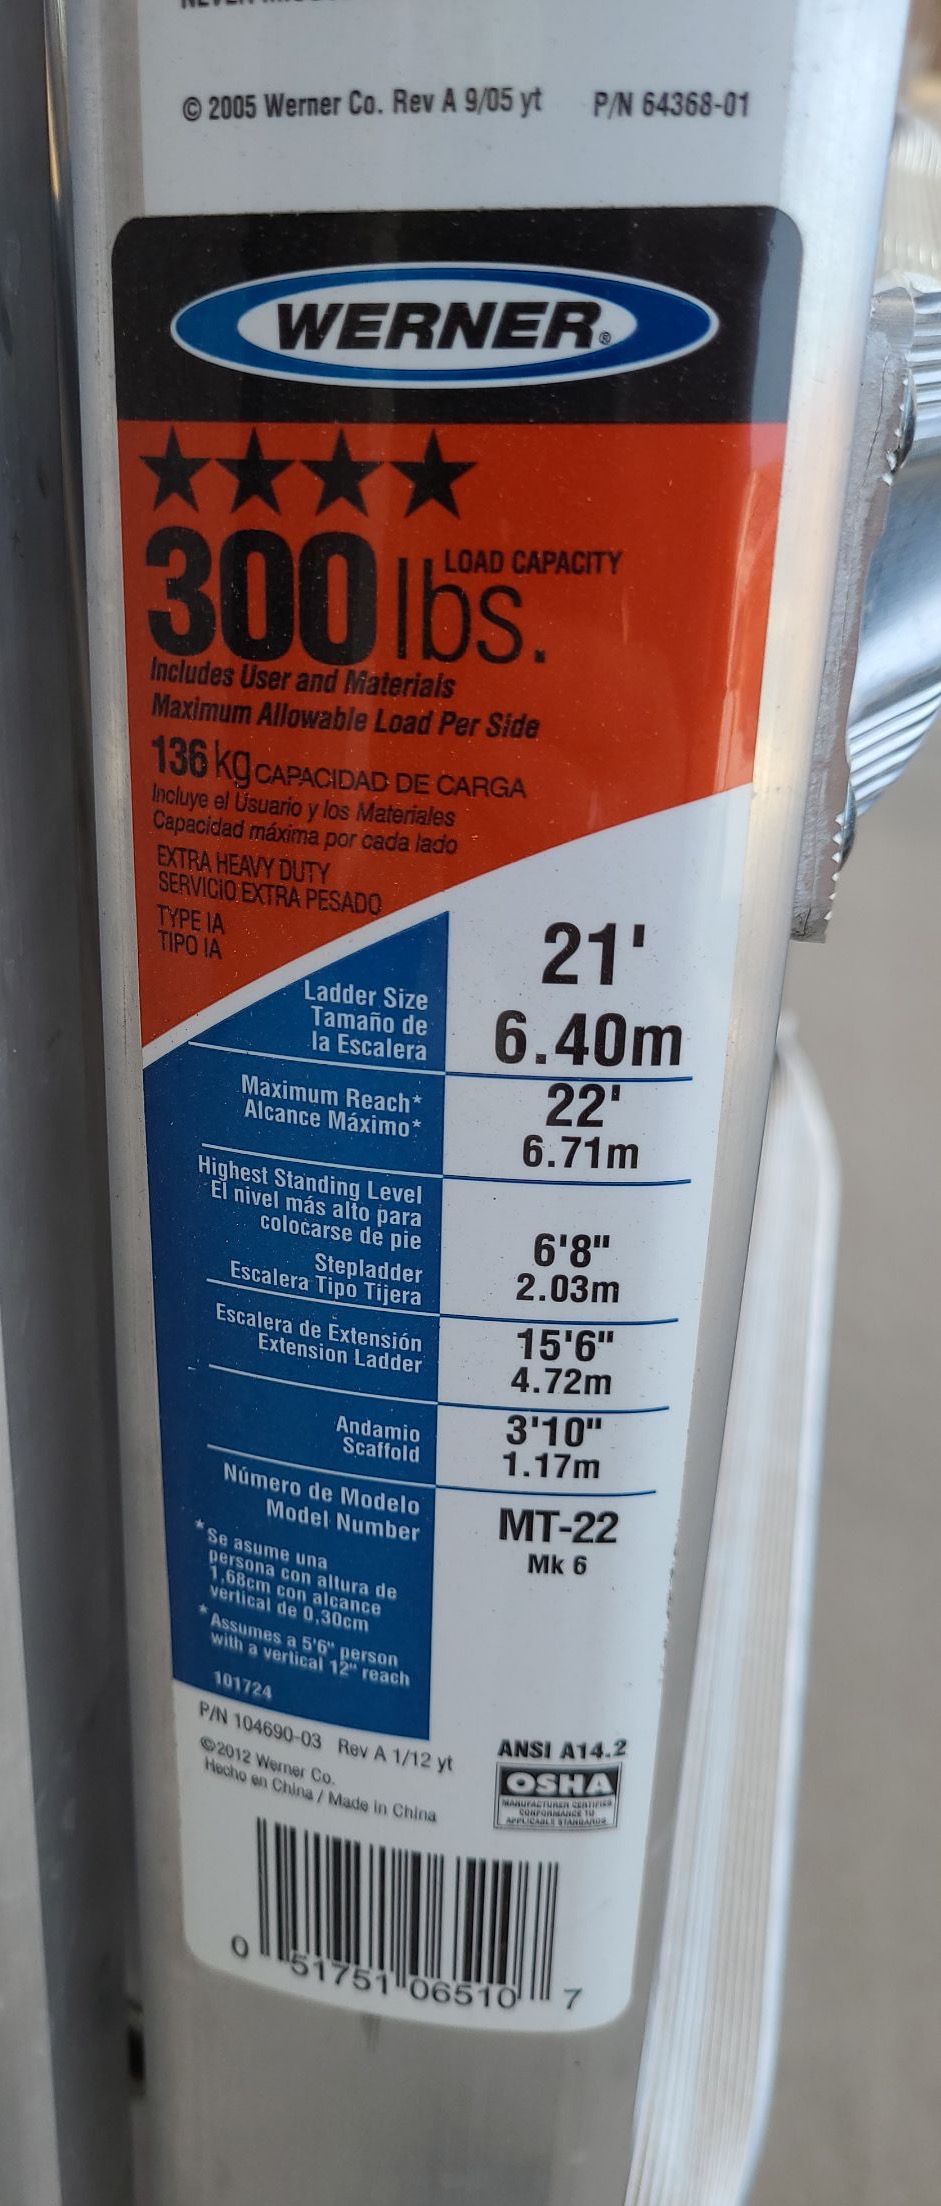 © 2005 Werner Co. Rev A 9/05 yt P/N 64368-01
WERNER®
300 lbs. LOAD CAPACITY
Includes User and Materials
Maximum Allowable Load Per Side
136 kg CAPACIDAD DE CARGA
Incluye el Usuario y los Materiales
Capacidad máxima por cada lado
EXTRA HEAVY DUTY
SERVICIO EXTRA PESADO
TYPE IA
TIPO IA
Ladder Size
Tamaño de
la Escalera
21'
6.40m
Maximum Reach*
Alcance Máximo*
22'
6.71m
Highest Standing Level
El nivel más alto para
colocarse de pie
Stepladder
Escalera Tipo Tijera
6'8"
2.03m
Escalera de Extensión
Extension Ladder
15'6"
4.72m
Andamio
Scaffold
3'10"
1.17m
Número de Modelo
Model Number
MT-22
Mk 6
* Se asume una
persona con altura de
1,68cm con alcance
vertical de 0,30cm
* Assumes a 5'6" person
with a vertical 12" reach
101724
P/N 104690-03 Rev A 1/12 yt
©2012 Werner Co.
Hecho en China / Made in China
ANSI A14.2
OSHA
MANUFACTURER CERTIFIES
CONFORMANCE TO
APPLICABLE STANDARDS
0 51751 06510 7